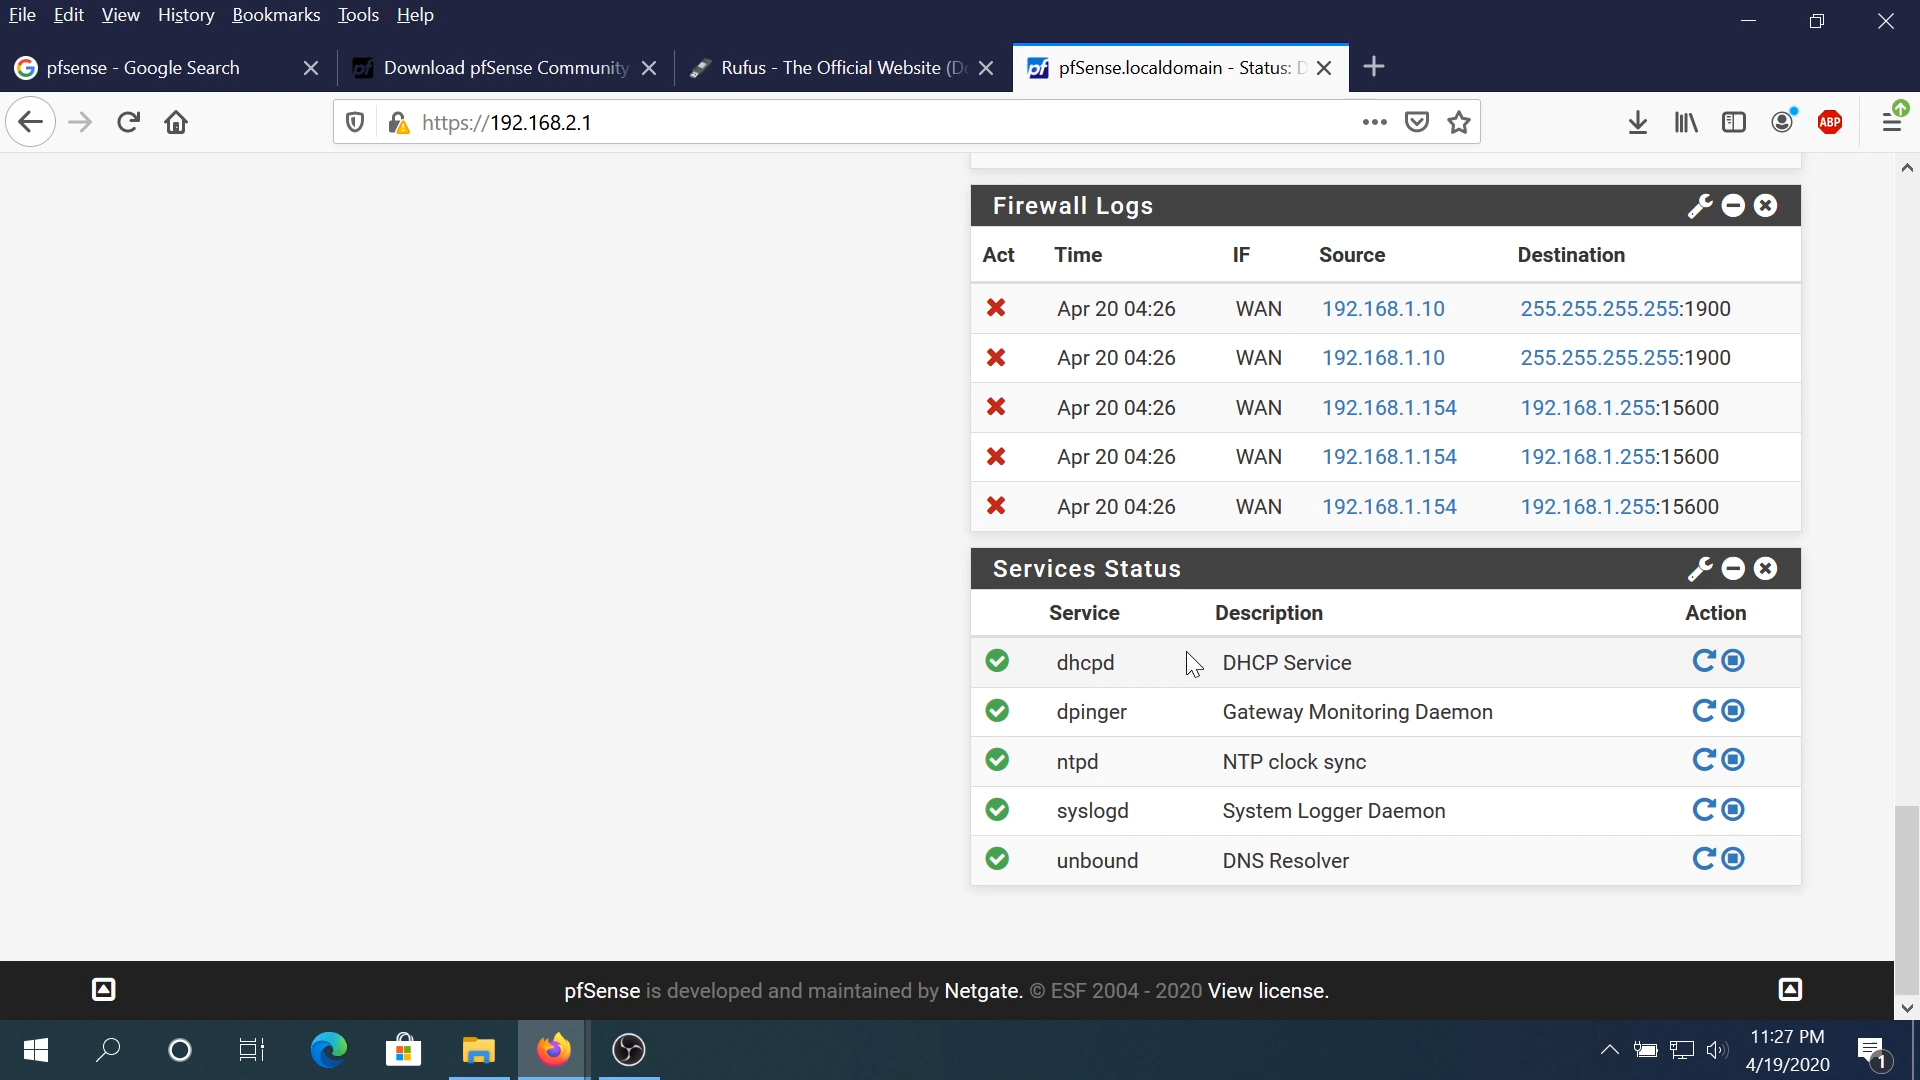 File Edit View History Bookmarks Tools Help
pfsense - Google Search
Download pfSense Community
Rufus - The Official Website (Do
pfSense.localdomain - Status: D
https://192.168.2.1
ABP
Firewall Logs
Act Time IF Source Destination
Apr 20 04:26 WAN 192.168.1.10 255.255.255.255:1900
Apr 20 04:26 WAN 192.168.1.10 255.255.255.255:1900
Apr 20 04:26 WAN 192.168.1.154 192.168.1.255:15600
Apr 20 04:26 WAN 192.168.1.154 192.168.1.255:15600
Apr 20 04:26 WAN 192.168.1.154 192.168.1.255:15600
Services Status
Service Description Action
dhcpd DHCP Service
dpinger Gateway Monitoring Daemon
ntpd NTP clock sync
syslogd System Logger Daemon
unbound DNS Resolver
pfSense is developed and maintained by Netgate. © ESF 2004 - 2020 View license.
11:27 PM
4/19/2020
1